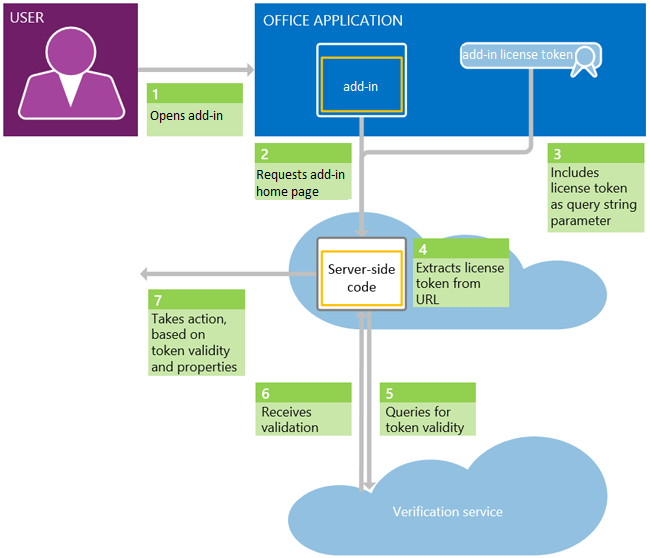 USER
OFFICE APPLICATION
add-in
add-in license token
1
Opens add-in
2
Requests add-in
home page
3
Includes
license token
as query string
parameter
Server-side
code
4
Extracts license
token from
URL
7
Takes action,
based on
token validity
and properties
6
Receives
validation
5
Queries for
token validity
Verification service